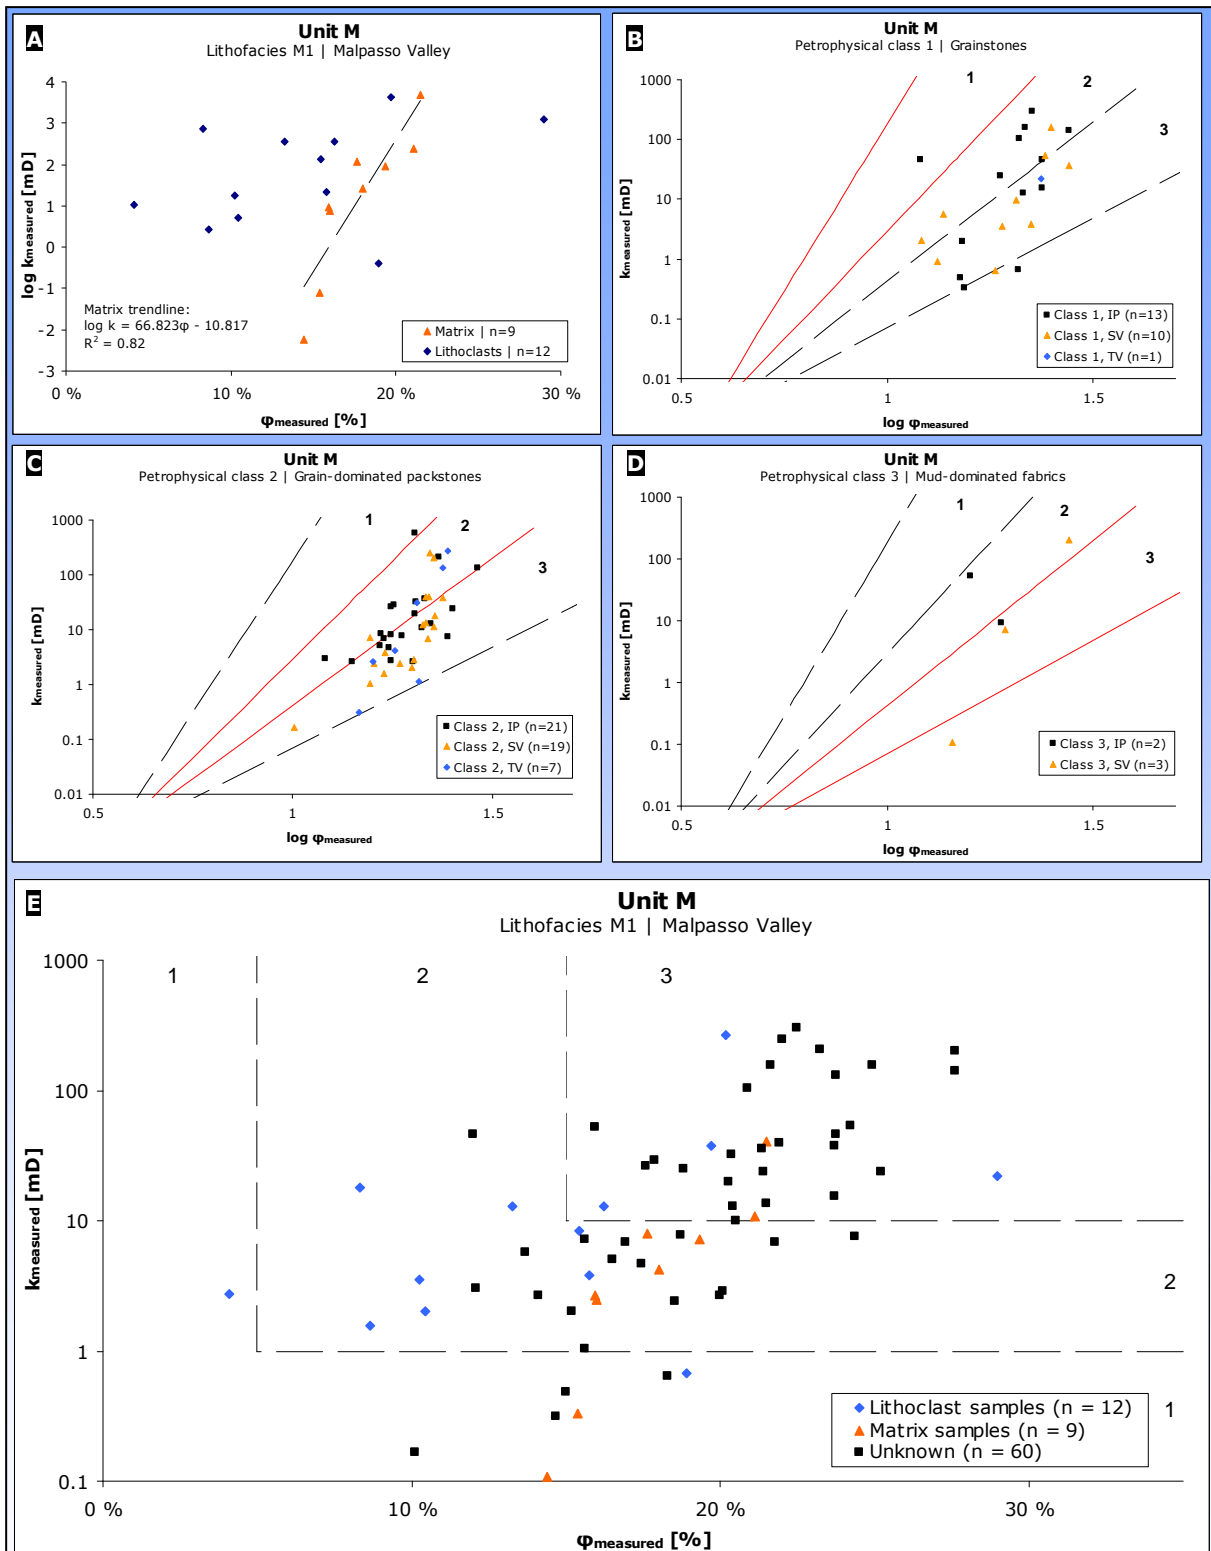 A
Unit M
Lithofacies M1 | Malpasso Valley
log kmeasured [mD]
4
3
2
1
0
-1
-2
-3
0 %
10 %
20 %
30 %
φmeasured [%]
Matrix trendline:
log k = 66.823φ - 10.817
R² = 0.82
Matrix | n=9
Lithoclasts | n=12
B
Unit M
Petrophysical class 1 | Grainstones
kmeasured [mD]
1000
100
10
1
0.1
0.01
0.5
1
1.5
log φmeasured
1
2
3
Class 1, IP (n=13)
Class 1, SV (n=10)
Class 1, TV (n=1)
C
Unit M
Petrophysical class 2 | Grain-dominated packstones
kmeasured [mD]
1000
100
10
1
0.1
0.01
0.5
1
1.5
log φmeasured
1
2
3
Class 2, IP (n=21)
Class 2, SV (n=19)
Class 2, TV (n=7)
D
Unit M
Petrophysical class 3 | Mud-dominated fabrics
kmeasured [mD]
1000
100
10
1
0.1
0.01
0.5
1
1.5
log φmeasured
1
2
3
Class 3, IP (n=2)
Class 3, SV (n=3)
E
Unit M
Lithofacies M1 | Malpasso Valley
kmeasured [mD]
1000
100
10
1
0.1
0 %
10 %
20 %
30 %
φmeasured [%]
1
2
3
2
1
Lithoclast samples (n = 12)
Matrix samples (n = 9)
Unknown (n = 60)